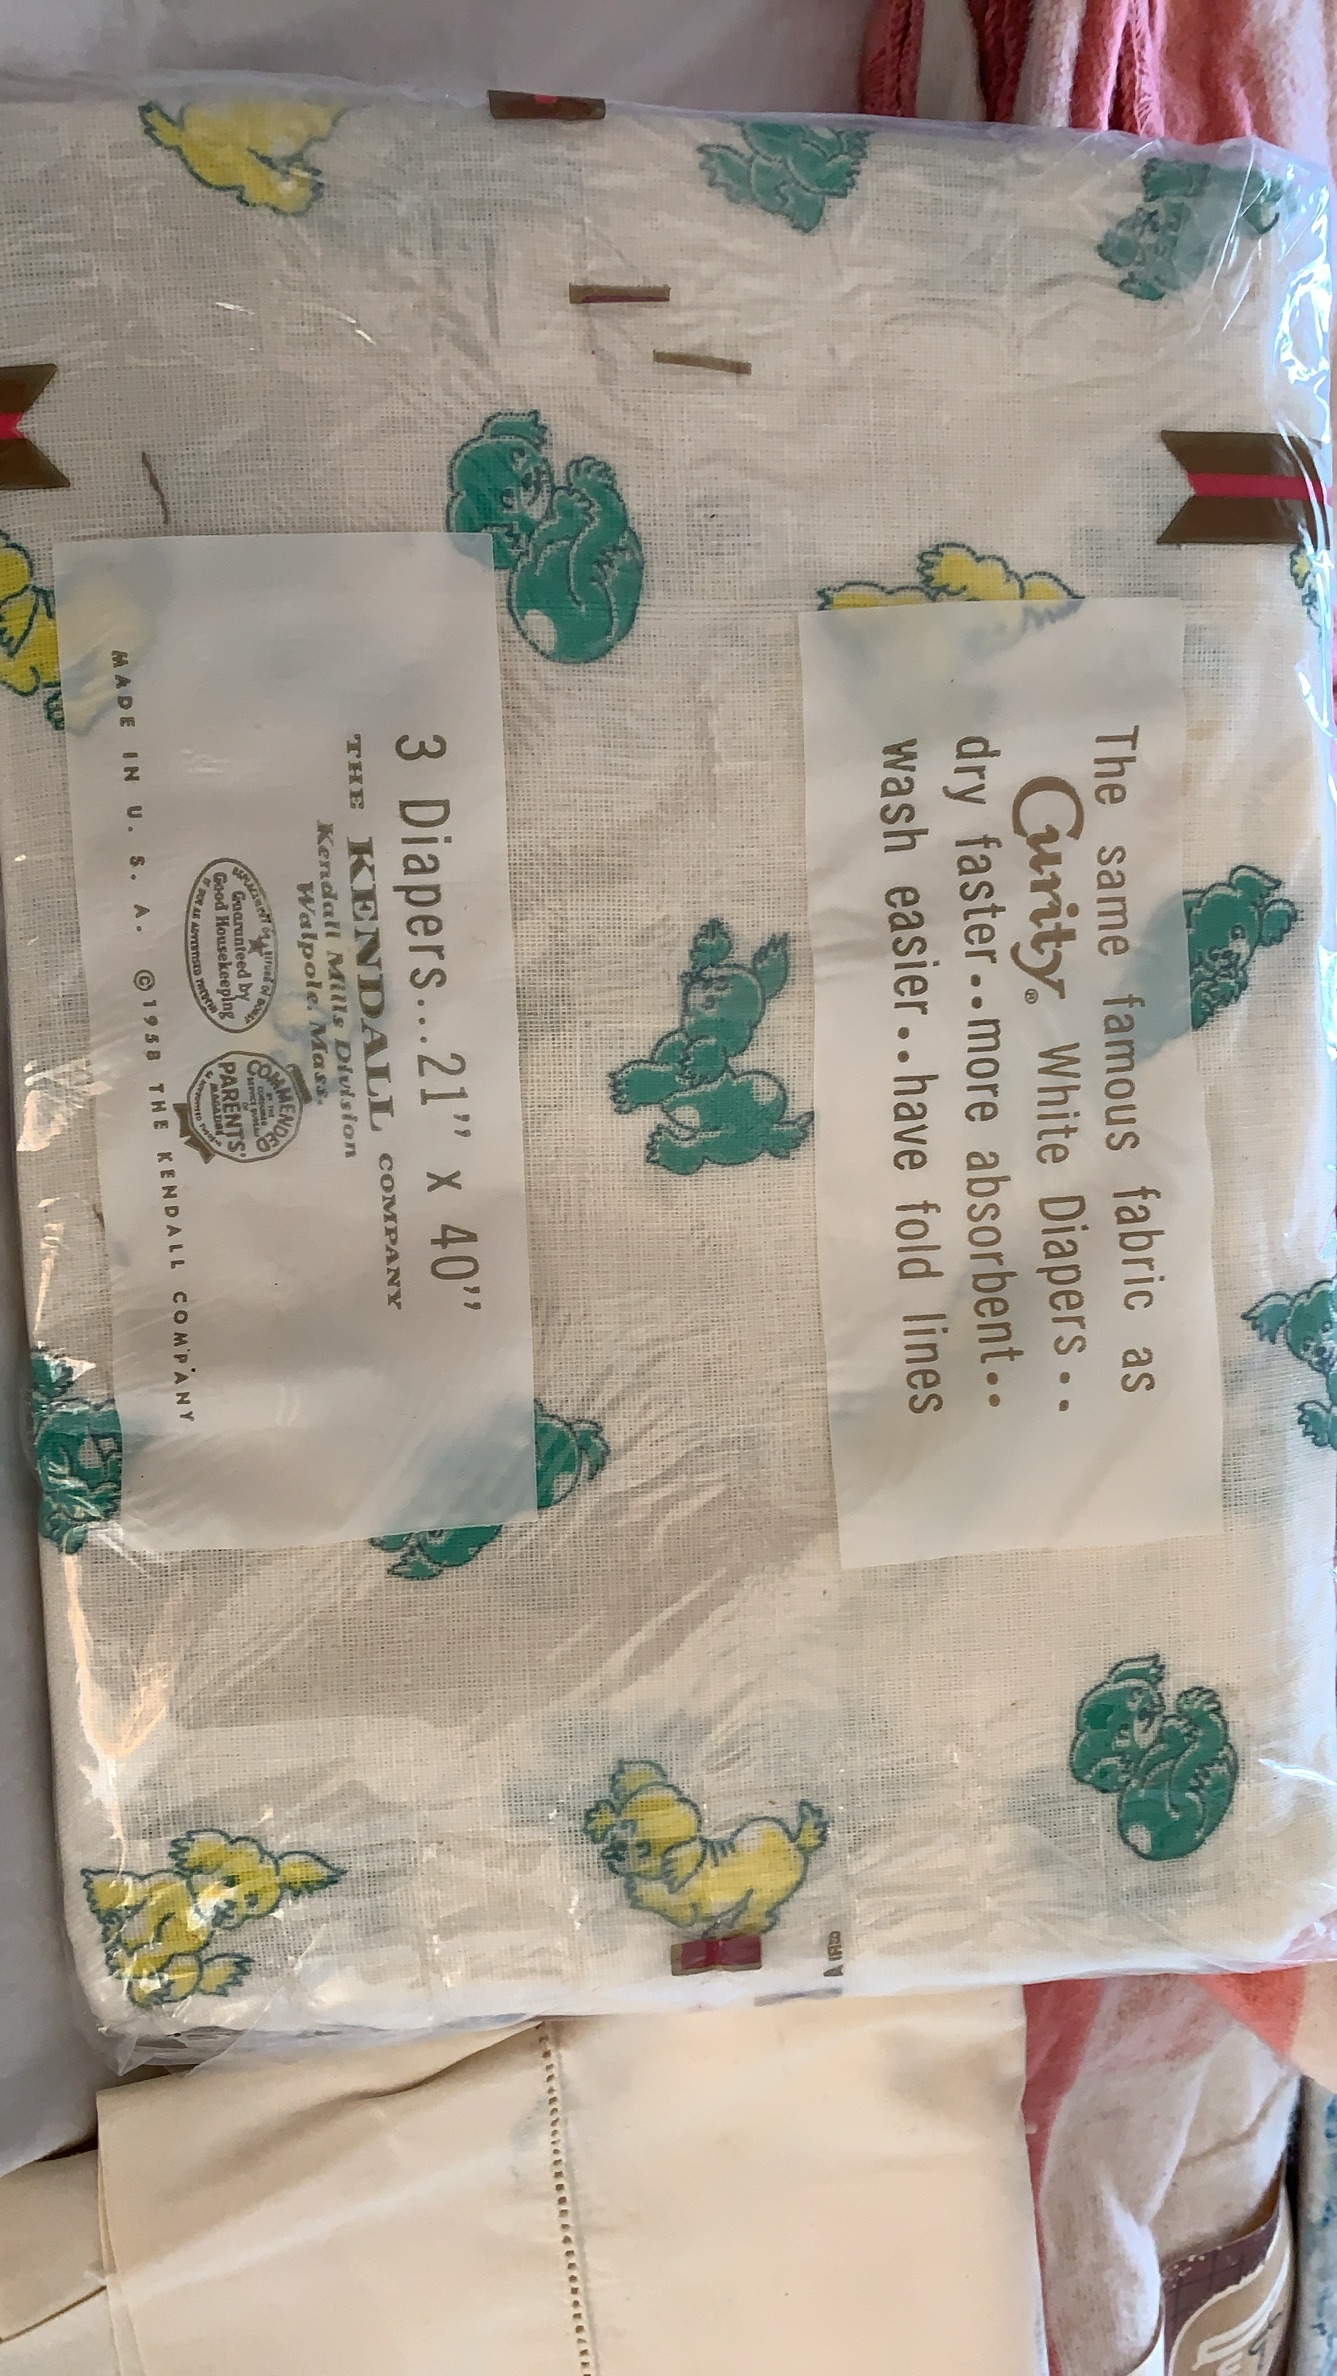 The same famous fabric as
Curity® White Diapers..
dry faster..more absorbent..
wash easier..have fold lines
3 Diapers...21" x 40"
THE KENDALL COMPANY
Kendall Mills Division
Walpole, Mass.
Guaranteed by
Good Housekeeping
COMMENDED
PARENTS'
MADE IN U. S. A. © 1958 THE KENDALL COMPANY